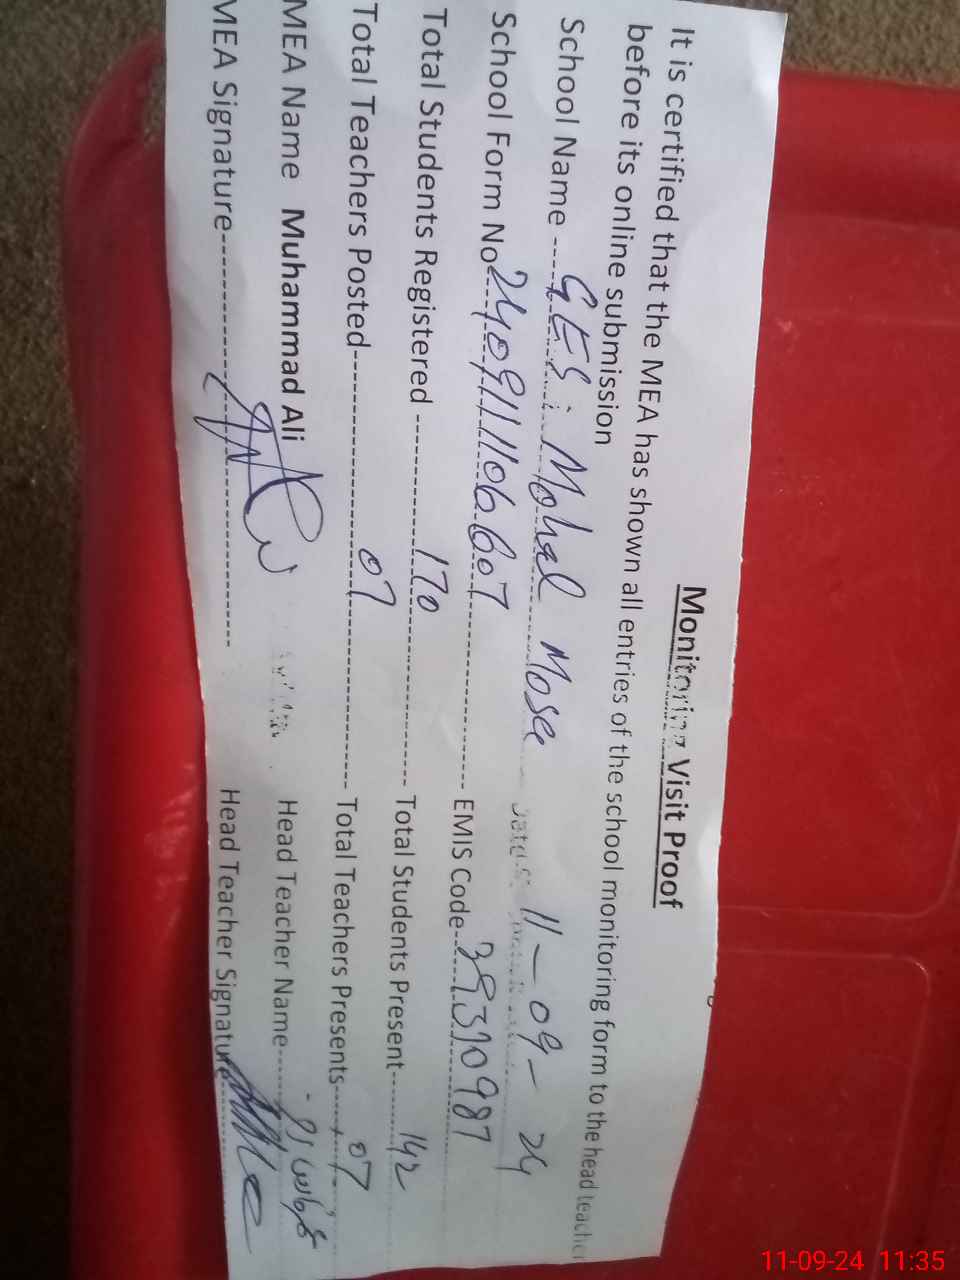 Monitoring Visit Proof
It is certified that the MEA has shown all entries of the school monitoring form to the head teacher
before its online submission
School Name ---- GES : Mohal Mosee Date: 11-09-24
School Form No 240911106607 ---- EMIS Code ---- 39310987
Total Students Registered ---- 170 ---- Total Students Present ---- 142
Total Teachers Posted ---- 07 ---- Total Teachers Presents ---- 07
MEA Name Muhammad Ali Head Teacher Name ----
MEA Signature ---- Head Teacher Signature ----
11-09-24 11:35